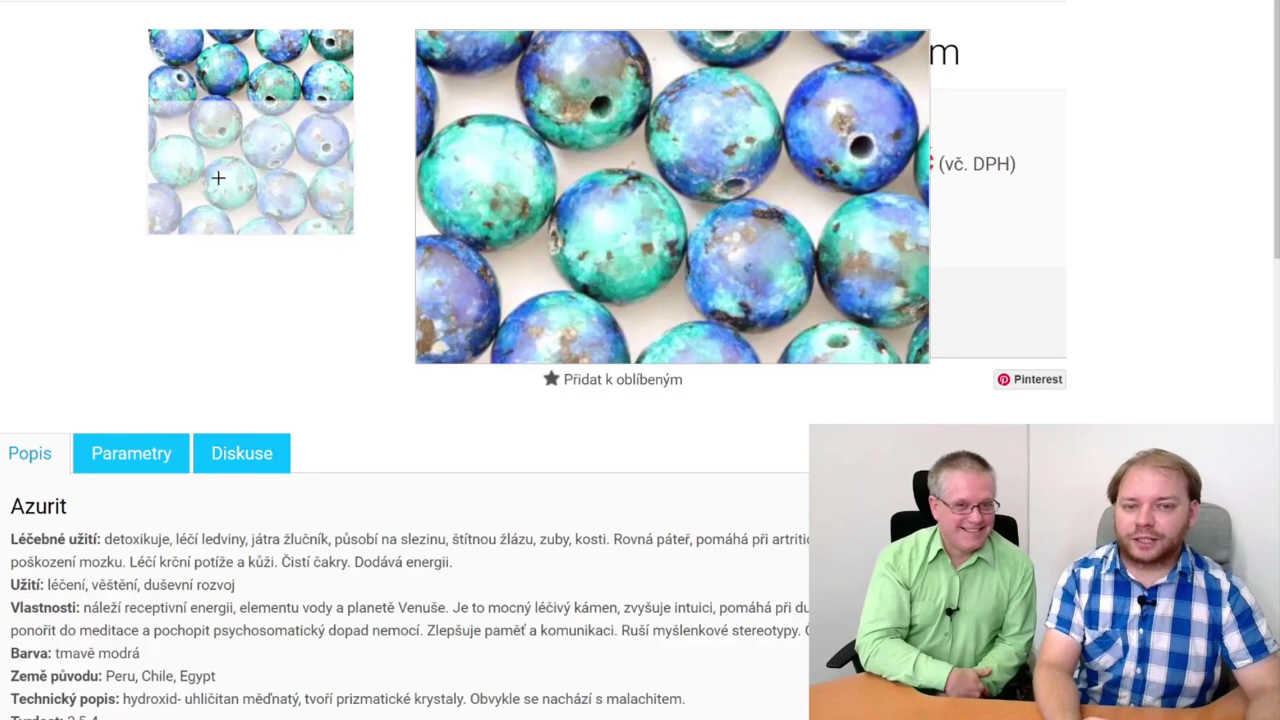 m
(vč. DPH)
Přidat k oblíbeným
Pinterest
Popis
Parametry
Diskuse
Azurit
Léčebné užití: detoxikuje, léčí ledviny, játra žlučník, působí na slezinu, štítnou žlázu, zuby, kosti. Rovná páteř, pomáhá při
poškození mozku. Léčí krční potíže a kůži. Čistí čakry. Dodává energii.
Užití: léčení, věštění, duševní rozvoj
Vlastnosti: náleží receptivní energii, elementu vody a planetě Venuše. Je to mocný léčivý kámen, zvyšuje intuici, pomáhá při
ponořit do meditace a pochopit psychosomatický dopad nemocí. Zlepšuje paměť a komunikaci. Ruší myšlenkové stereotypy.
Barva: tmavě modrá
Země původu: Peru, Chile, Egypt
Technický popis: hydroxid- uhličitan měďnatý, tvoří prizmatické krystaly. Obvykle se nachází s malachitem.